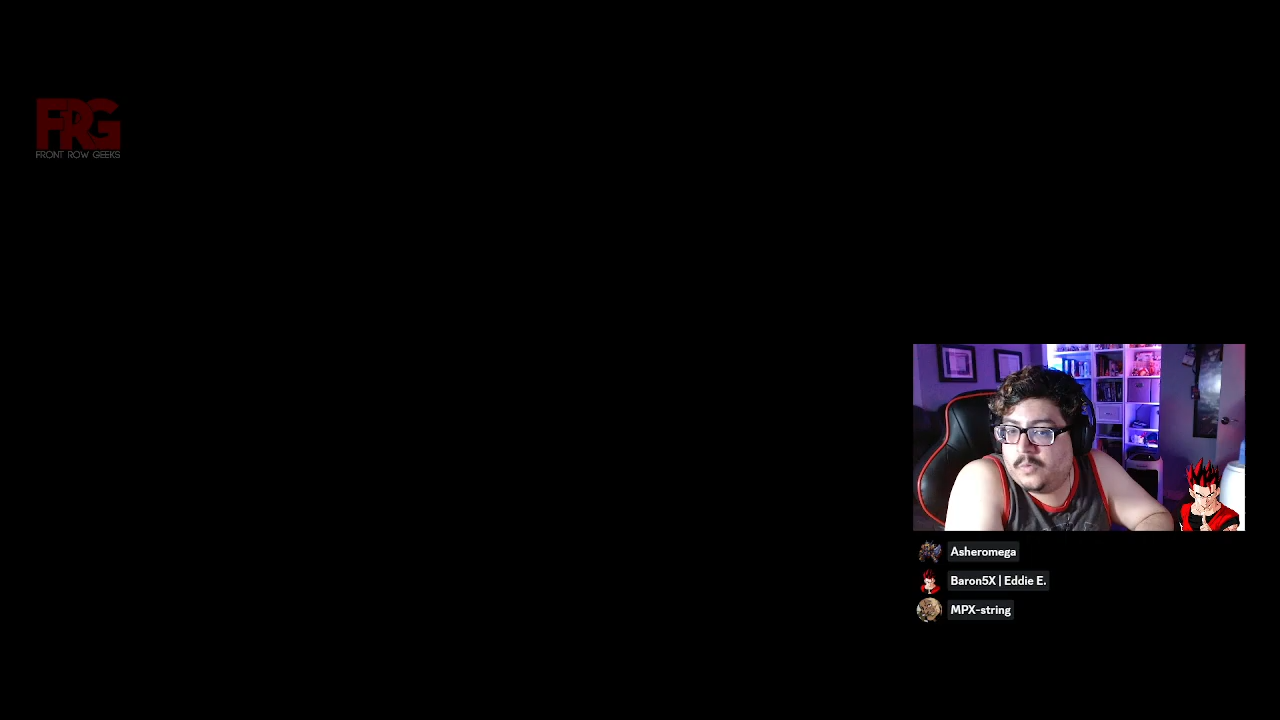 FRG
FRONT ROW GEEKS
Asheromega
Baron5X | Eddie E.
MPX-string